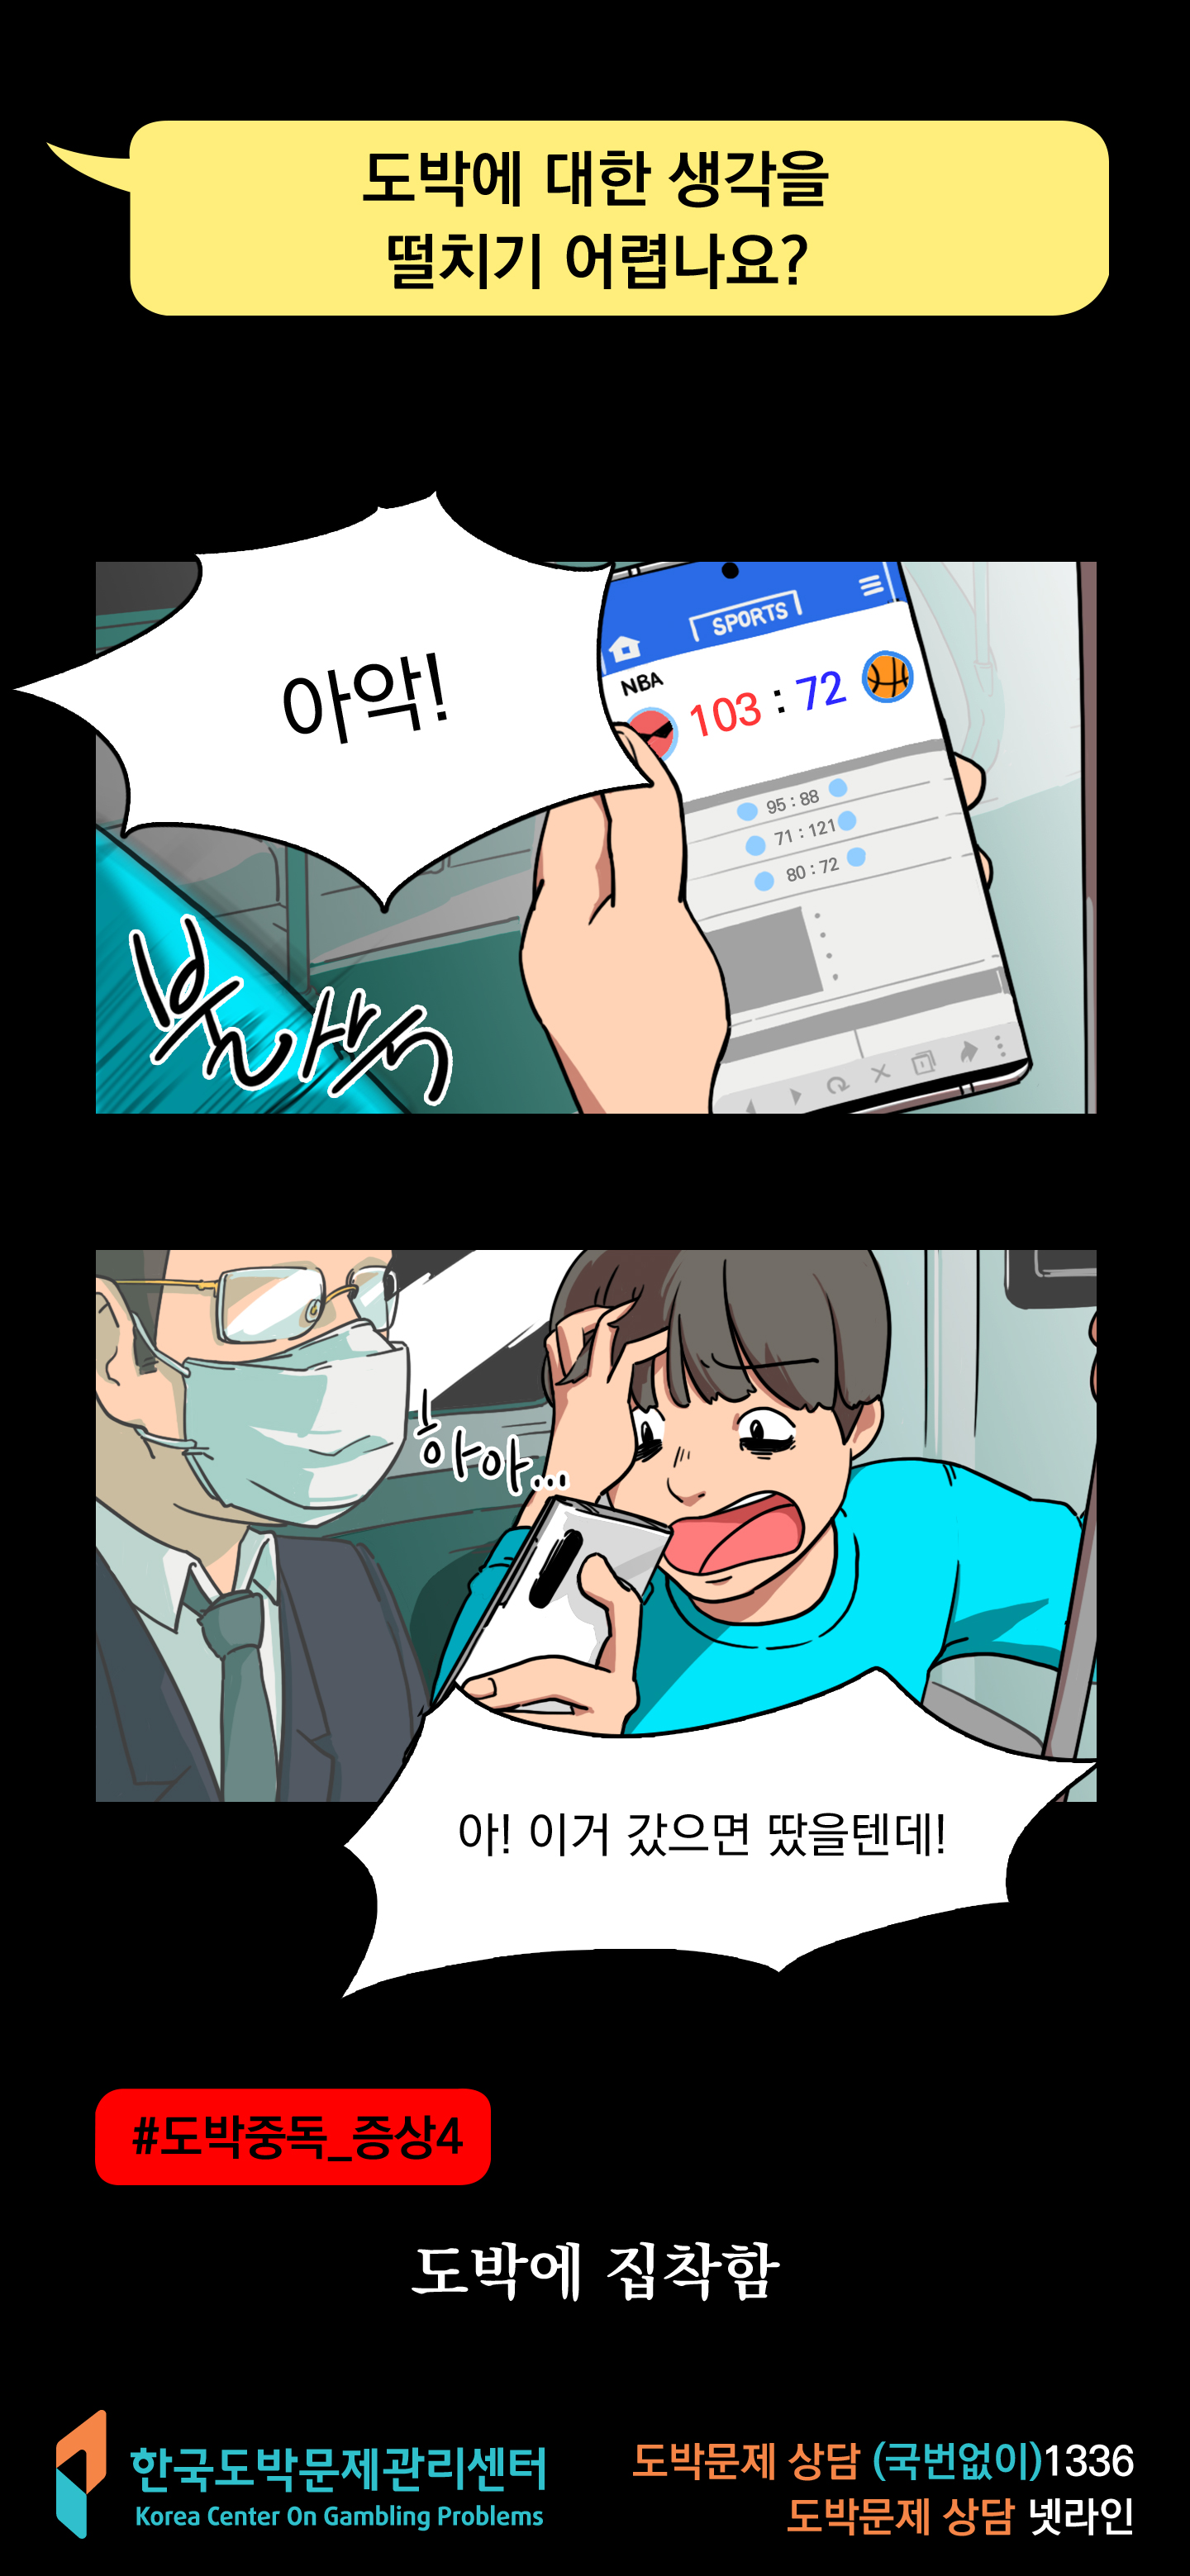 도박에 대한 생각을
떨치기 어렵나요?
아악!
SPORTS
NBA
103 : 72
95 : 88
71 : 121
80 : 72
하아...
아! 이거 갔으면 땄을텐데!
#도박중독_증상4
도박에 집착함
한국도박문제관리센터
Korea Center On Gambling Problems
도박문제 상담 (국번없이)1336
도박문제 상담 넷라인